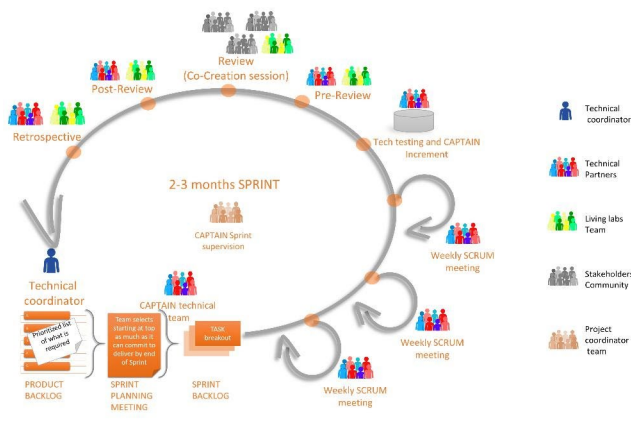 Review
(Co-Creation session)
Post-Review
Pre-Review
Retrospective
Tech testing and CAPTAIN
Increment
2-3 months SPRINT
CAPTAIN Sprint
supervision
Weekly SCRUM
meeting
Technical
coordinator
CAPTAIN technical
team
Prioritized list
of what is
required
Team selects
starting at top
as much as it
can commit to
deliver by end
of Sprint
TASK
breakout
Weekly SCRUM
meeting
Weekly SCRUM
meeting
PRODUCT
BACKLOG
SPRINT
PLANNING
MEETING
SPRINT
BACKLOG
Technical
coordinator
Technical
Partners
Living labs
Team
Stakeholders
Community
Project
coordinator
team